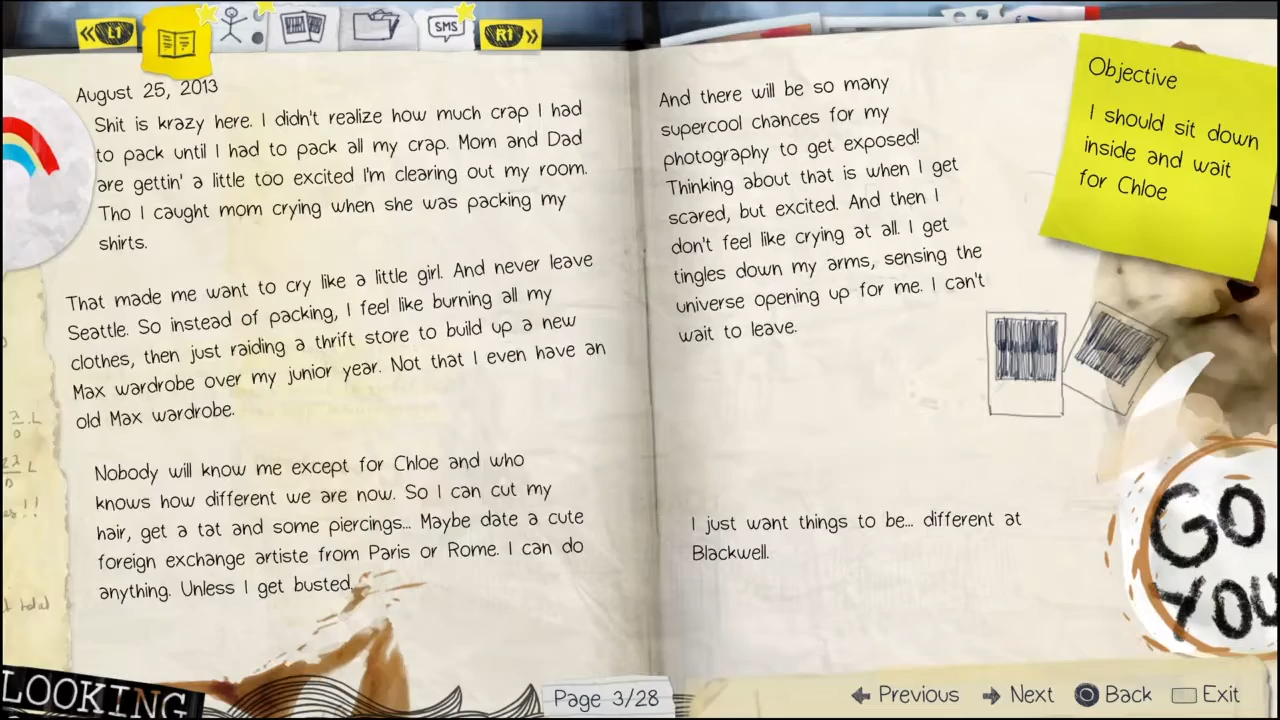 L1
SMS
R1
August 25, 2013
Shit is krazy here. I didn't realize how much crap I had
to pack until I had to pack all my crap. Mom and Dad
are gettin' a little too excited I'm clearing out my room.
Tho I caught mom crying when she was packing my
shirts.
That made me want to cry like a little girl. And never leave
Seattle. So instead of packing, I feel like burning all my
clothes, then just raiding a thrift store to build up a new
Max wardrobe over my junior year. Not that I even have an
old Max wardrobe.
Nobody will know me except for Chloe and who
knows how different we are now. So I can cut my
hair, get a tat and some piercings... Maybe date a cute
foreign exchange artiste from Paris or Rome. I can do
anything. Unless I get busted.
And there will be so many
supercool chances for my
photography to get exposed!
Thinking about that is when I get
scared, but excited. And then I
don't feel like crying at all. I get
tingles down my arms, sensing the
universe opening up for me. I can't
wait to leave.
I just want things to be... different at
Blackwell.
Objective
I should sit down
inside and wait
for Chloe
GO
YOU
LOOKING
Page 3/28
Previous
Next
Back
Exit